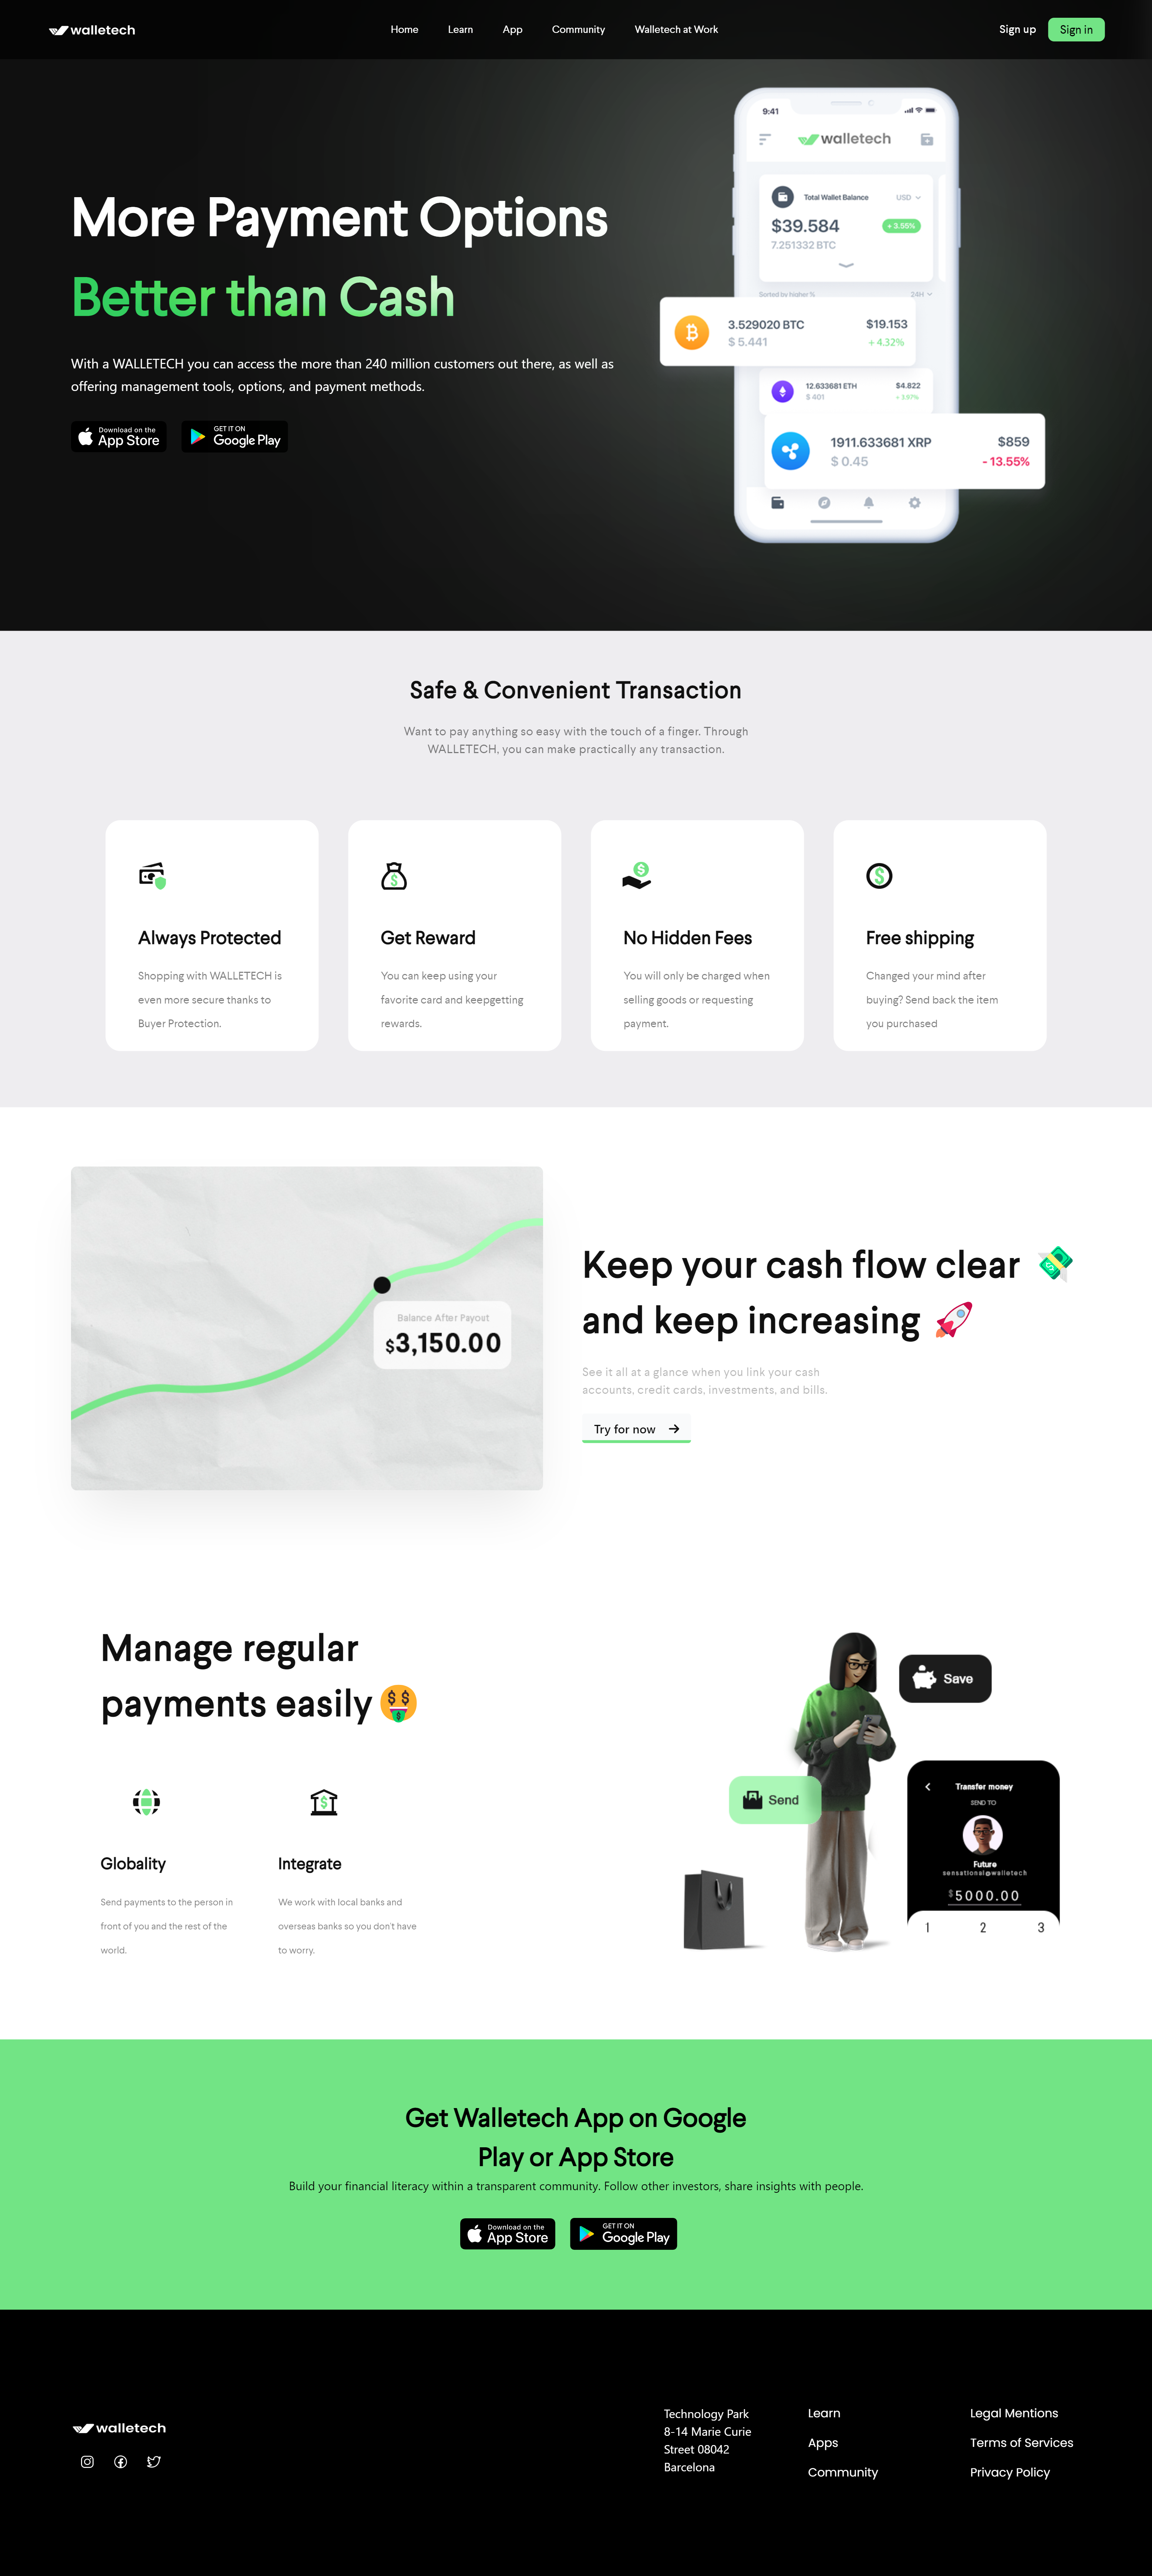 walletech
Home
Learn
App
Community
Walletech at Work
Sign up
Sign in
More Payment Options
Better than Cash
With a WALLETECH you can access the more than 240 million customers out there, as well as
offering management tools, options, and payment methods.
Download on the
App Store
GET IT ON
Google Play
9:41
walletech
Total Wallet Balance
USD
$39.584
+ 3.55%
7.251332 BTC
Sorted by higher %
24H
3.529020 BTC
$19.153
$ 5.441
+ 4.32%
12.633681 ETH
$4.822
$ 401
+ 3.97%
1911.633681 XRP
$859
$ 0.45
- 13.55%
Safe & Convenient Transaction
Want to pay anything so easy with the touch of a finger. Through
WALLETECH, you can make practically any transaction.
Always Protected
Shopping with WALLETECH is
even more secure thanks to
Buyer Protection.
Get Reward
You can keep using your
favorite card and keepgetting
rewards.
No Hidden Fees
You will only be charged when
selling goods or requesting
payment.
Free shipping
Changed your mind after
buying? Send back the item
you purchased
Balance After Payout
$3,150.00
Keep your cash flow clear
and keep increasing
See it all at a glance when you link your cash
accounts, credit cards, investments, and bills.
Try for now
Manage regular
payments easily
Globality
Send payments to the person in
front of you and the rest of the
world.
Integrate
We work with local banks and
overseas banks so you don't have
to worry.
Save
Send
Transfer money
SEND TO
Future
sensational@walletech
$5000.00
1 2 3
Get Walletech App on Google
Play or App Store
Build your financial literacy within a transparent community. Follow other investors, share insights with people.
Download on the
App Store
GET IT ON
Google Play
walletech
Technology Park
8-14 Marie Curie
Street 08042
Barcelona
Learn
Apps
Community
Legal Mentions
Terms of Services
Privacy Policy